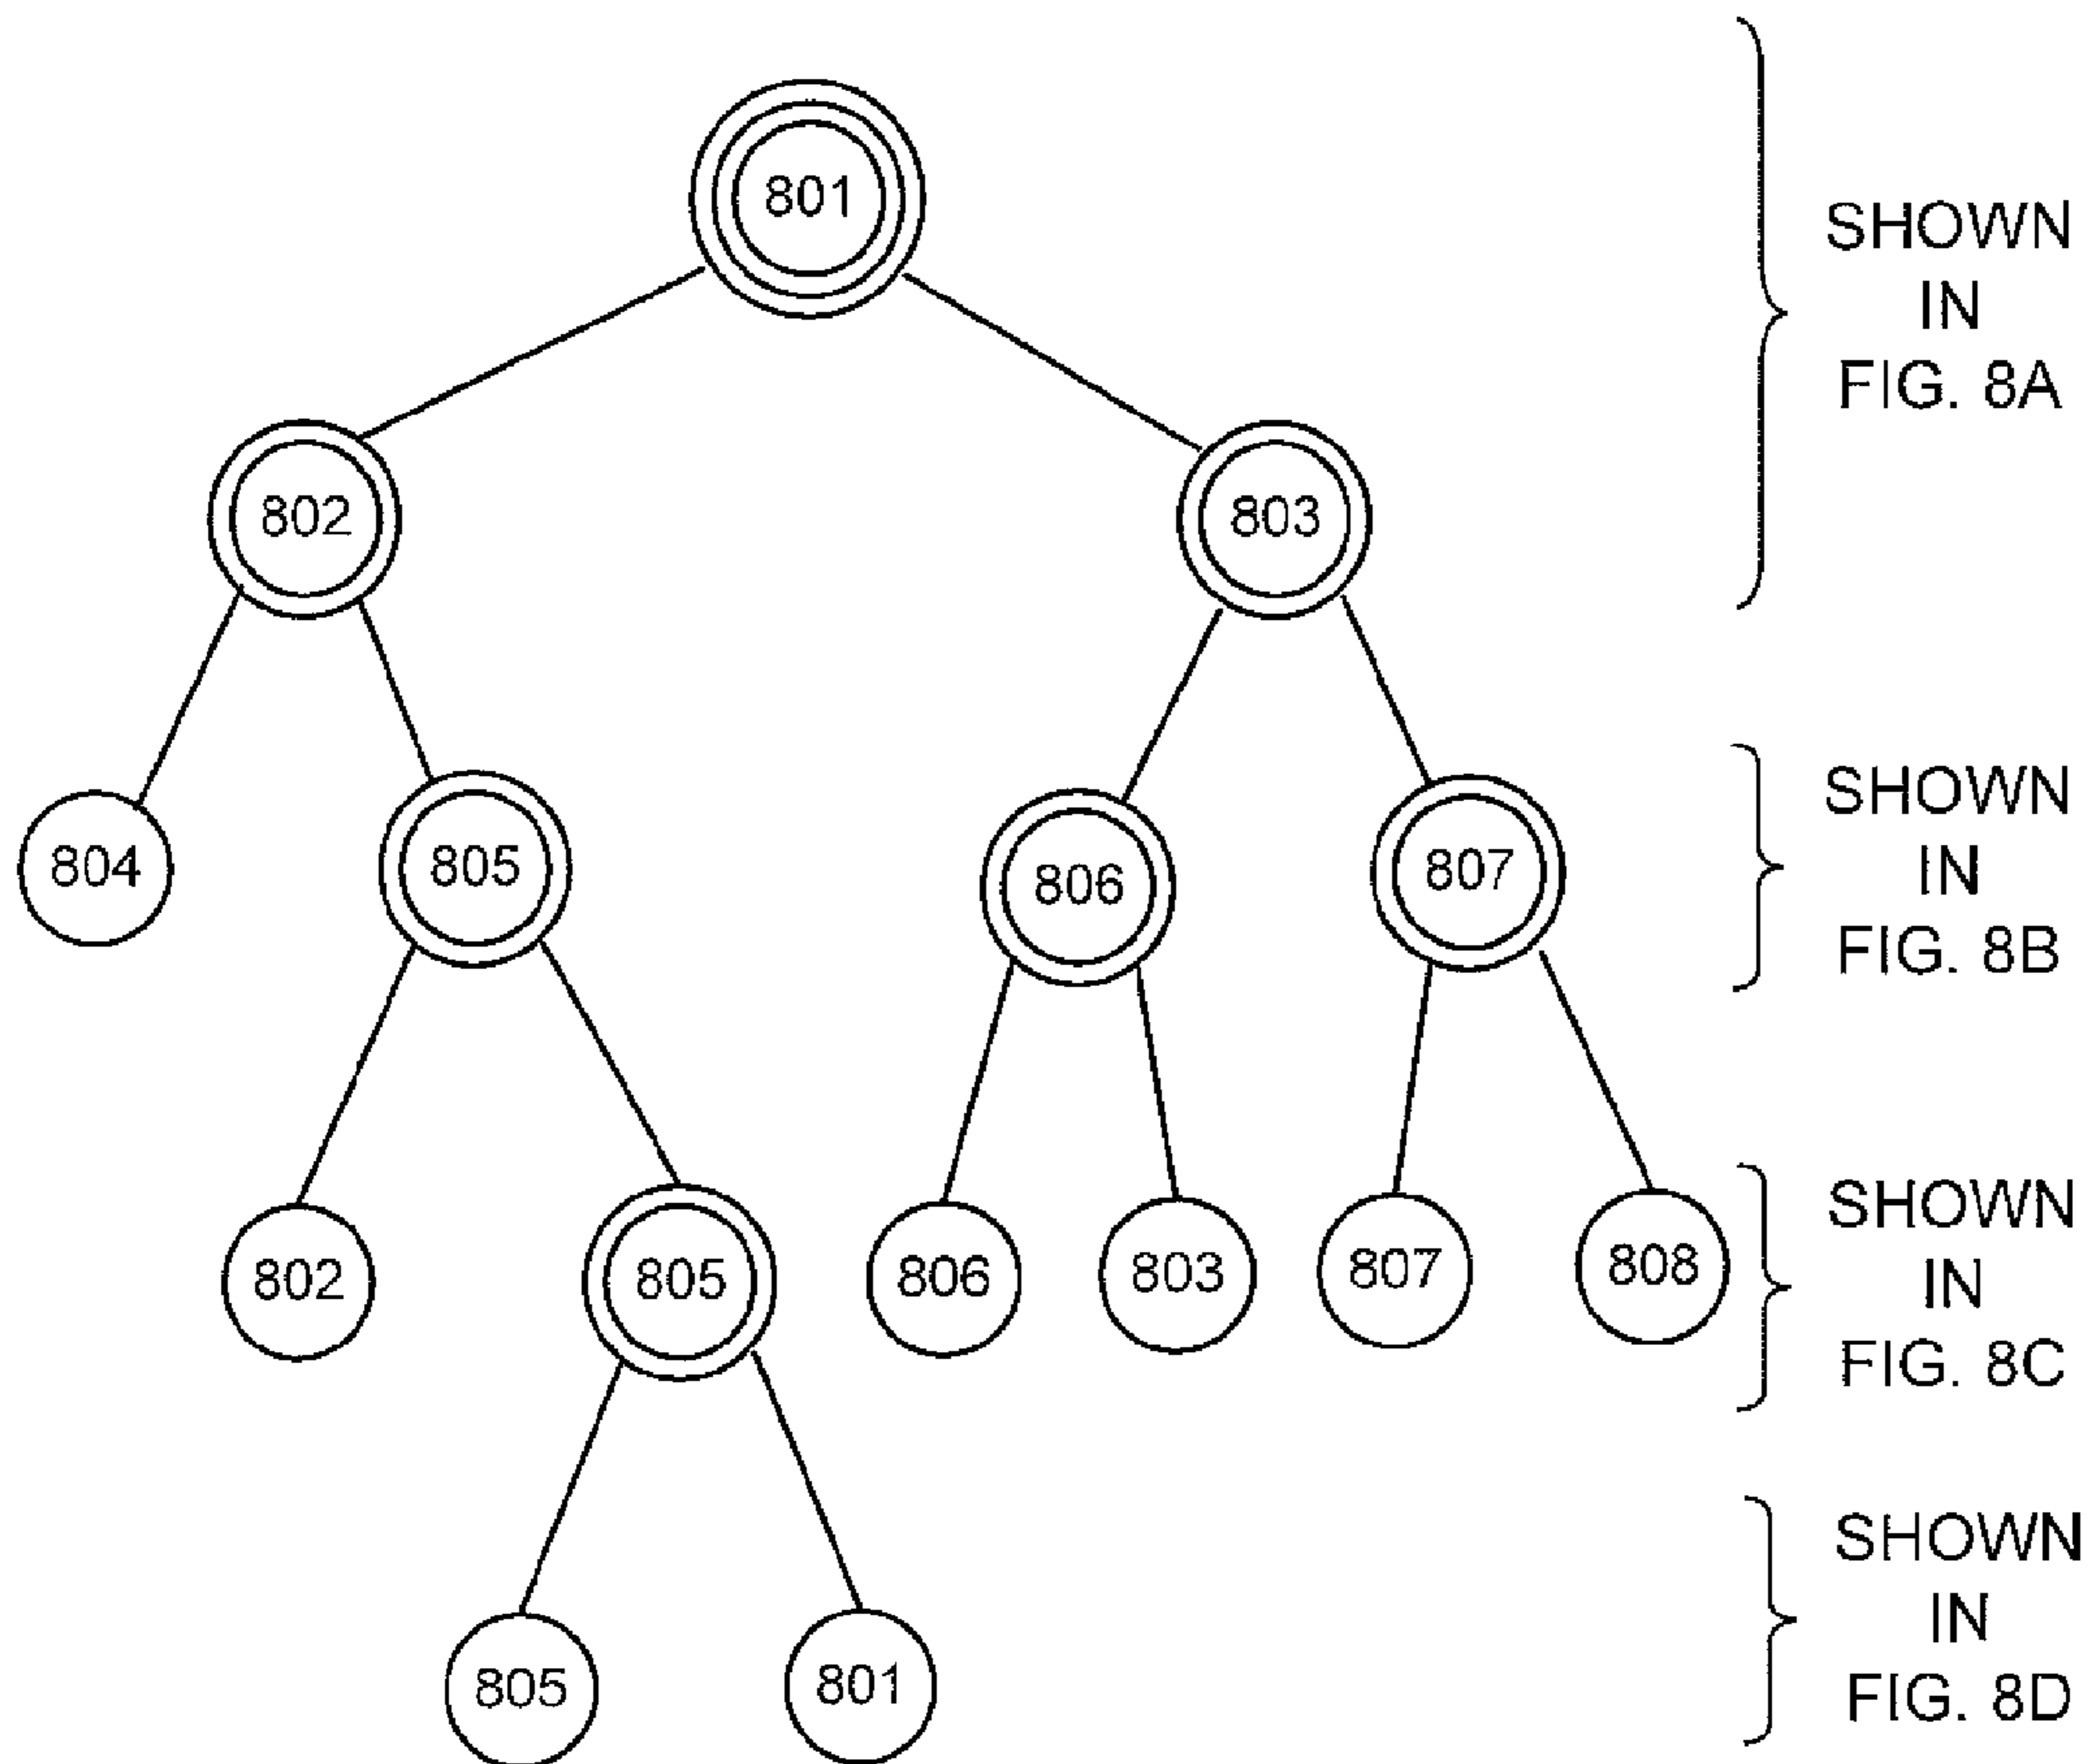 801
SHOWN
IN
FIG. 8A
802
803
804
805
806
807
SHOWN
IN
FIG. 8B
802
805
806
803
807
808
SHOWN
IN
FIG. 8C
805
801
SHOWN
IN
FIG. 8D